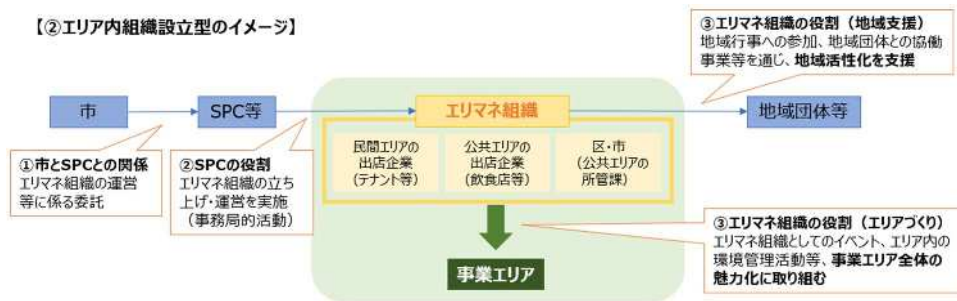 【②エリア内組織設立型のイメージ】
③エリマネ組織の役割（地域支援）
地域行事への参加、地域団体との協働
事業等を通じ、地域活性化を支援
市
SPC等
エリマネ組織
地域団体等
民間エリアの
出店企業
（テナント等）
公共エリアの
出店企業
（飲食店等）
区・市
（公共エリアの
所管課）
①市とSPCとの関係
エリマネ組織の運営
等に係る委託
②SPCの役割
エリマネ組織の立ち
上げ・運営を実施
（事務局的活動）
③エリマネ組織の役割（エリアづくり）
エリマネ組織としてのイベント、エリア内の
環境管理活動等、事業エリア全体の
魅力化に取り組む
事業エリア